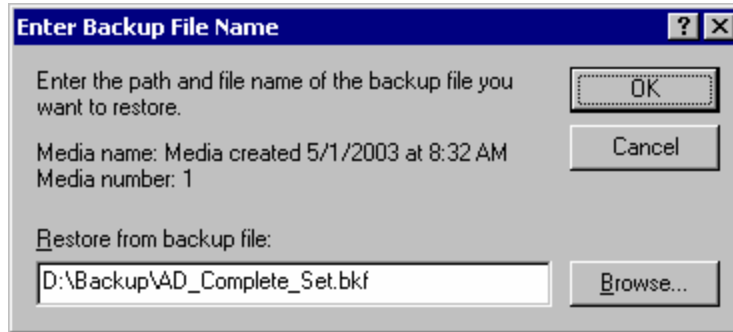 Enter Backup File Name
Enter the path and file name of the backup file you
want to restore.
OK
Media name: Media created 5/1/2003 at 8:32 AM
Media number: 1
Cancel
Restore from backup file:
D:\Backup\AD_Complete_Set.bkf
Browse...